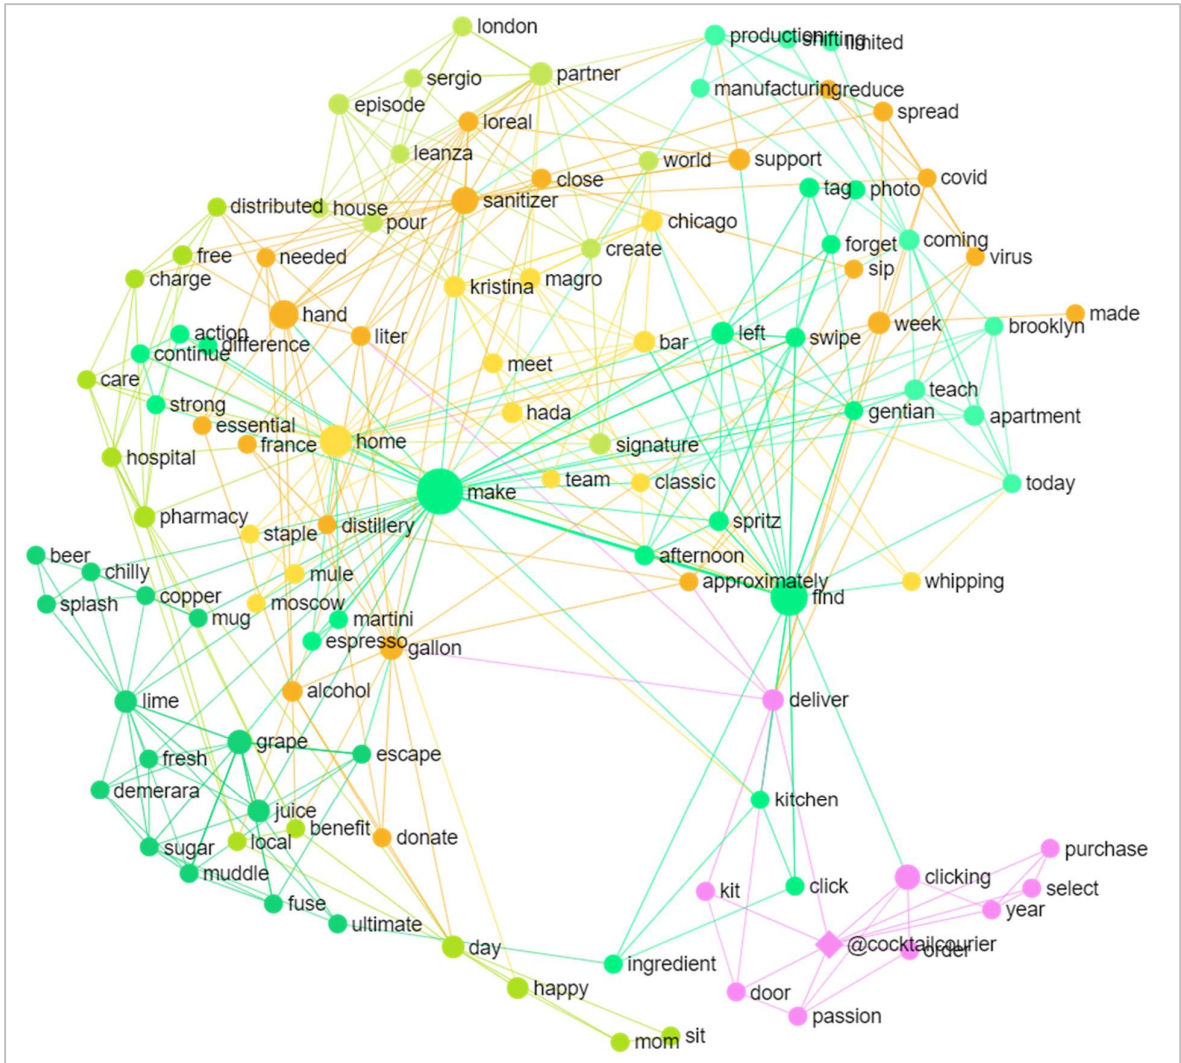 london
partner
sergio
episode
loreal
leanza
production
shifting
limited
manufacturing
reduce
spread
world
support
close
sanitizer
tag
photo
covid
distributed
house
pour
chicago
create
forget
coming
free
needed
charge
kristina
magro
sip
virus
hand
liter
bar
left
swipe
week
made
brooklyn
action
difference
continue
meet
care
strong
hada
teach
gentian
apartment
essential
france
home
signature
hospital
make
team
classic
today
pharmacy
staple
distillery
spritz
afternoon
beer
chilly
mule
approximately
find
whipping
splash
copper
mug
moscow
martini
espresso
gallon
lime
alcohol
deliver
grape
escape
fresh
demerara
juice
kitchen
local
benefit
donate
sugar
muddle
purchase
clicking
select
kit
click
year
fuse
ultimate
day
@cocktailcourier
order
ingredient
happy
door
passion
mom
sit